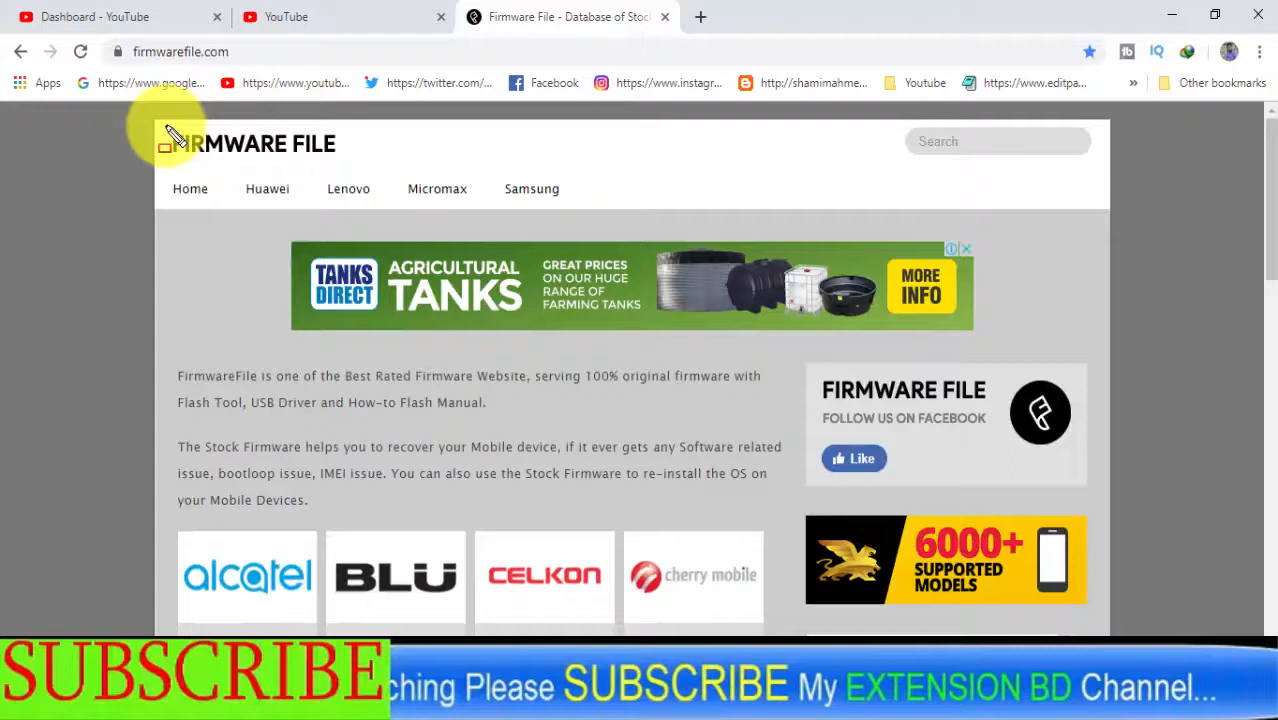 Dashboard - YouTube
YouTube
Firmware File - Database of Stoc
firmwarefile.com
Apps
https://www.google...
https://www.youtub...
https://twitter.com/...
Facebook
https://www.instagr...
http://shamimahme...
Youtube
https://www.editpa...
Other bookmarks
FIRMWARE FILE
Search
Home Huawei Lenovo Micromax Samsung
TANKS DIRECT
AGRICULTURAL TANKS
GREAT PRICES
ON OUR HUGE
RANGE OF
FARMING TANKS
MORE
INFO
FirmwareFile is one of the Best Rated Firmware Website, serving 100% original firmware with
Flash Tool, USB Driver and How-to Flash Manual.
The Stock Firmware helps you to recover your Mobile device, if it ever gets any Software related
issue, bootloop issue, IMEI issue. You can also use the Stock Firmware to re-install the OS on
your Mobile Devices.
FIRMWARE FILE
FOLLOW US ON FACEBOOK
Like
6000+
SUPPORTED
MODELS
alcatel
BLU
CELKON
cherry mobile
SUBSCRIBE
ching Please SUBSCRIBE My EXTENSION BD Channel...